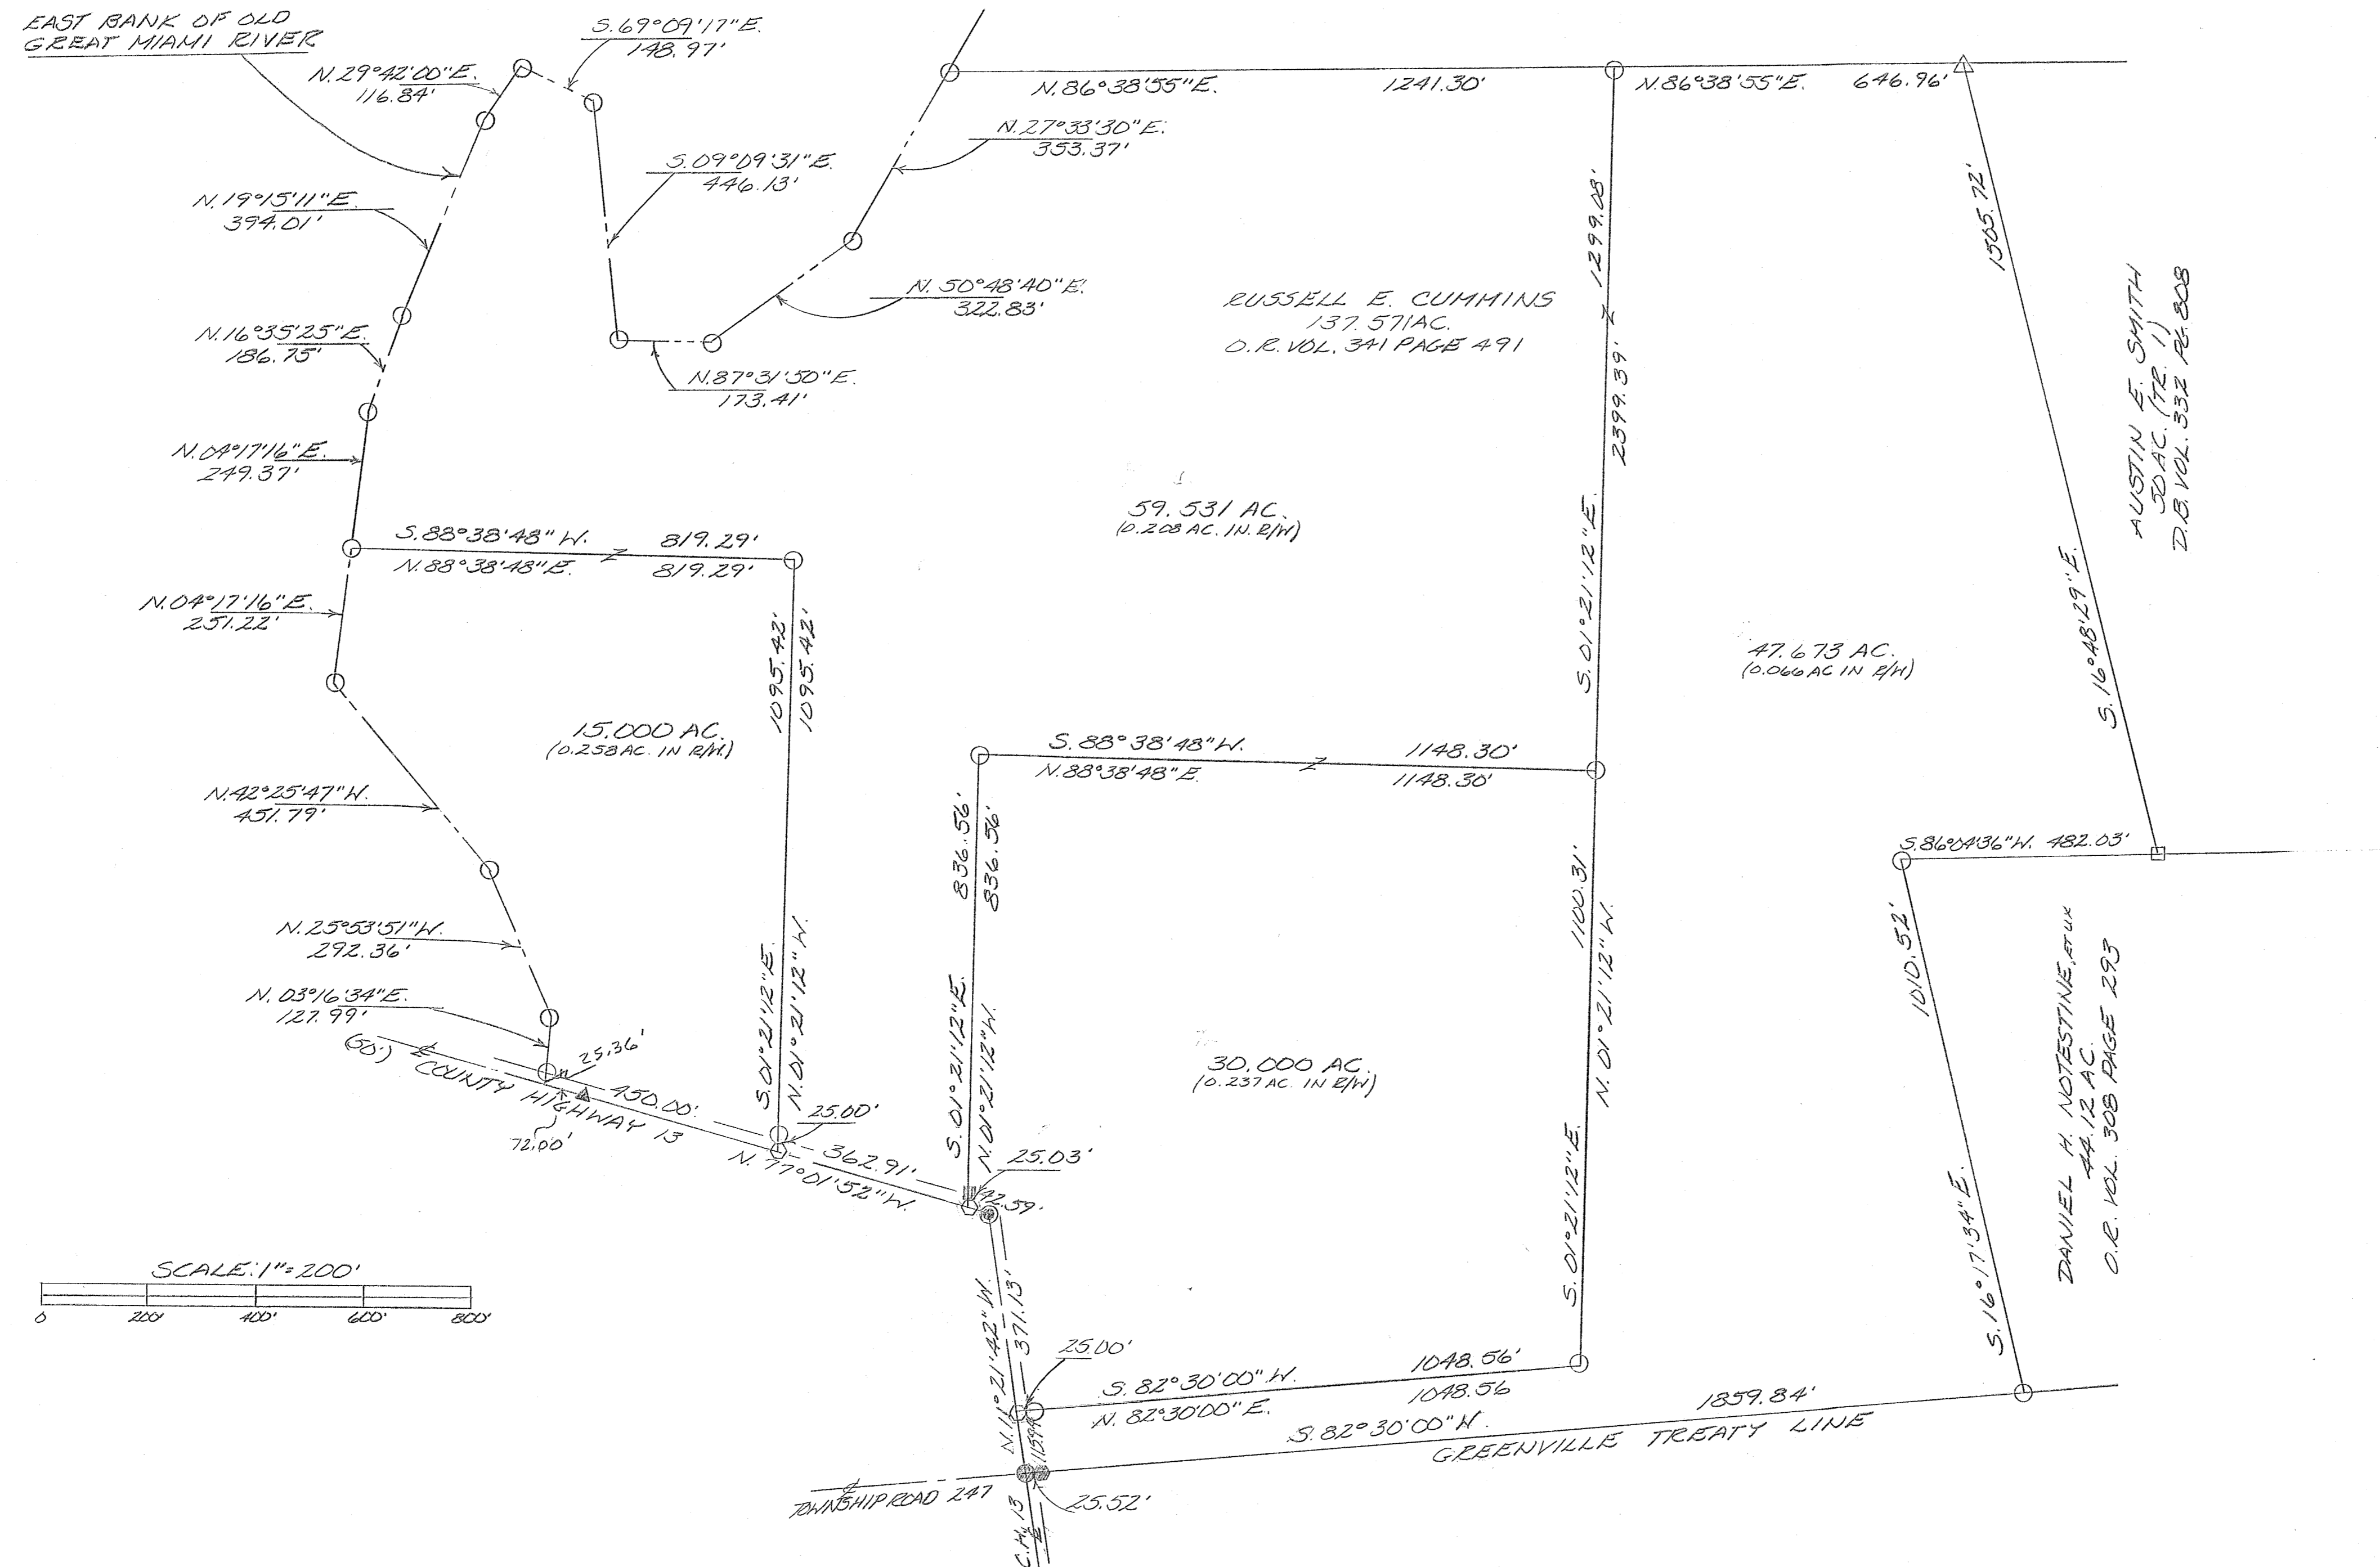 EAST BANK OF OLD
GREAT MIAMI RIVER
N.29°42'00"E.
116.84'
S.69°09'17"E.
148.97'
N.86°38'55"E. 1241.30'
N.86°38'55"E. 646.96'
N.27°33'30"E.
353.37'
S.09°09'31"E.
446.13'
N.19°15'11"E.
394.01'
N.50°48'40"E.
322.83'
N.16°35'25"E.
186.75'
N.87°31'50"E.
173.41'
RUSSELL E. CUMMINS
137.571AC.
O.R. VOL. 341 PAGE 491
1299.08'
2399.39'
S.01°21'12"E.
1505.72'
S.16°48'29"E.
AUSTIN E. SMITH
50 AC. (TR. 1)
D.B. VOL. 332 PG. 808
N.04°17'16"E.
249.37'
S.88°38'48"W. 819.29'
N.88°38'48"E. 819.29'
59.531 AC.
(0.208 AC. IN. R/W)
N.04°17'16"E.
251.22'
1095.42'
1095.42'
S.01°21'12"E.
N.01°21'12"W.
15.000 AC.
(0.258 AC. IN R/W.)
47.673 AC.
(0.066 AC IN R/W)
S.88°38'48"W. 1148.30'
N.88°38'48"E. 1148.30'
N.42°25'47"W.
451.79'
836.56'
836.56'
S.01°21'12"E.
N.01°21'12"W.
1100.31'
N.01°21'12"W.
S.01°21'12"E.
S.86°04'36"W. 482.03'
1010.52'
S.16°17'34"E.
DANIEL H. NOTESTINE, ET UX
44.12 AC.
O.R. VOL. 308 PAGE 293
N.25°53'51"W.
292.36'
N.03°16'34"E.
127.99'
(50') ℄ COUNTY HIGHWAY 13
25.36'
450.00'
72.00'
25.00'
362.91'
N.77°01'52"W.
25.03'
42.59'
30.000 AC.
(0.237 AC. IN R/W)
SCALE: 1"=200'
0 200' 400' 600' 800'
N.11°21'42"W.
371.13'
25.00'
S.82°30'00"W. 1048.56'
N.82°30'00"E. 1048.56
S.82°30'00"W. 1859.84'
GREENVILLE TREATY LINE
℄
TOWNSHIP ROAD 247
25.52'
C.H. 13
℄